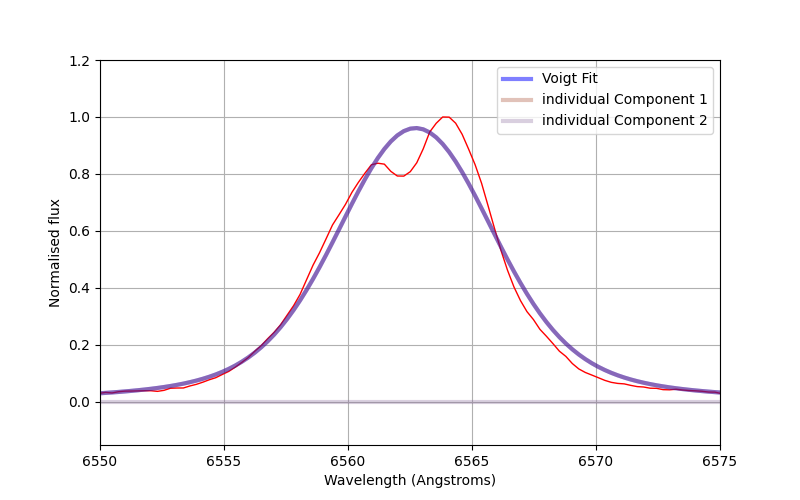 Voigt Fit
individual Component 1
individual Component 2
1.2
1.0
0.8
0.6
0.4
0.2
0.0
Normalised flux
6550 6555 6560 6565 6570 6575
Wavelength (Angstroms)